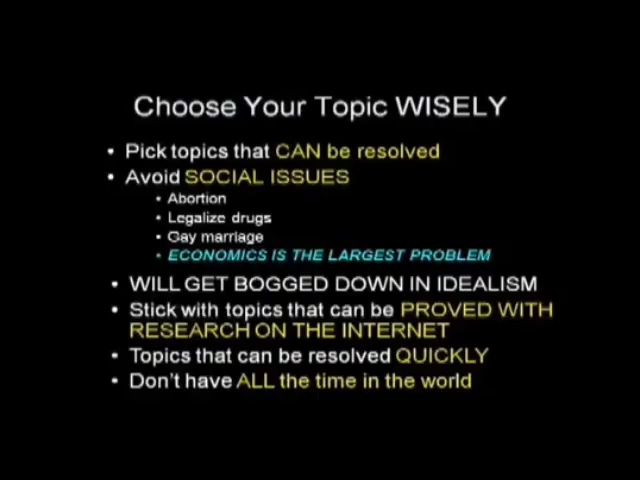 Choose Your Topic WISELY
• Pick topics that CAN be resolved
• Avoid SOCIAL ISSUES
• Abortion
• Legalize drugs
• Gay marriage
• ECONOMICS IS THE LARGEST PROBLEM
• WILL GET BOGGED DOWN IN IDEALISM
• Stick with topics that can be PROVED WITH
RESEARCH ON THE INTERNET
• Topics that can be resolved QUICKLY
• Don't have ALL the time in the world